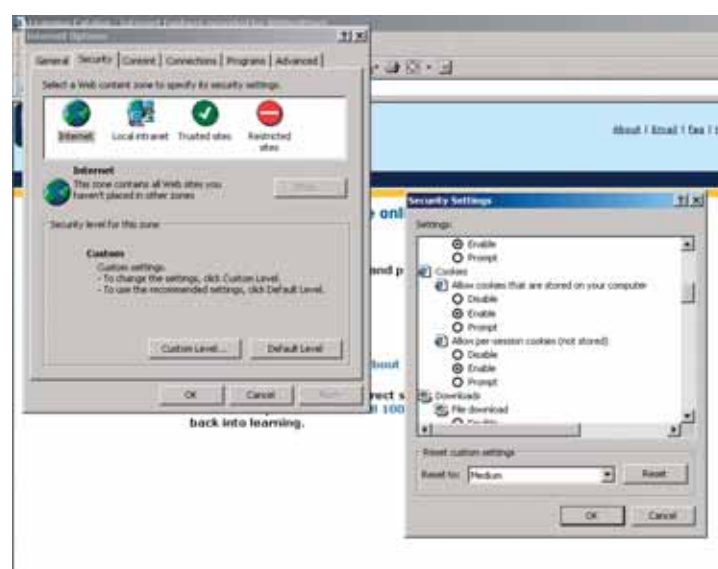 Internet Options
General Security Content Connections Programs Advanced
Select a Web content zone to specify its security settings.
Internet Local intranet Trusted sites Restricted
sites
Internet
This zone contains all Web sites you
haven't placed in other zones
Security level for this zone
Custom
Custom settings.
- To change the settings, click Custom Level.
- To use the recommended settings, click Default Level.
Custom Level... Default Level
OK Cancel
About | Email | Faq |
e onl
and p
bout
rect s
100
back into learning.
Security Settings
Settings:
Enable
Prompt
Cookies
Allow cookies that are stored on your computer
Disable
Enable
Prompt
Allow per-session cookies (not stored)
Disable
Enable
Prompt
Downloads
File download
Enable
Reset custom settings
Reset to: Medium Reset
OK Cancel